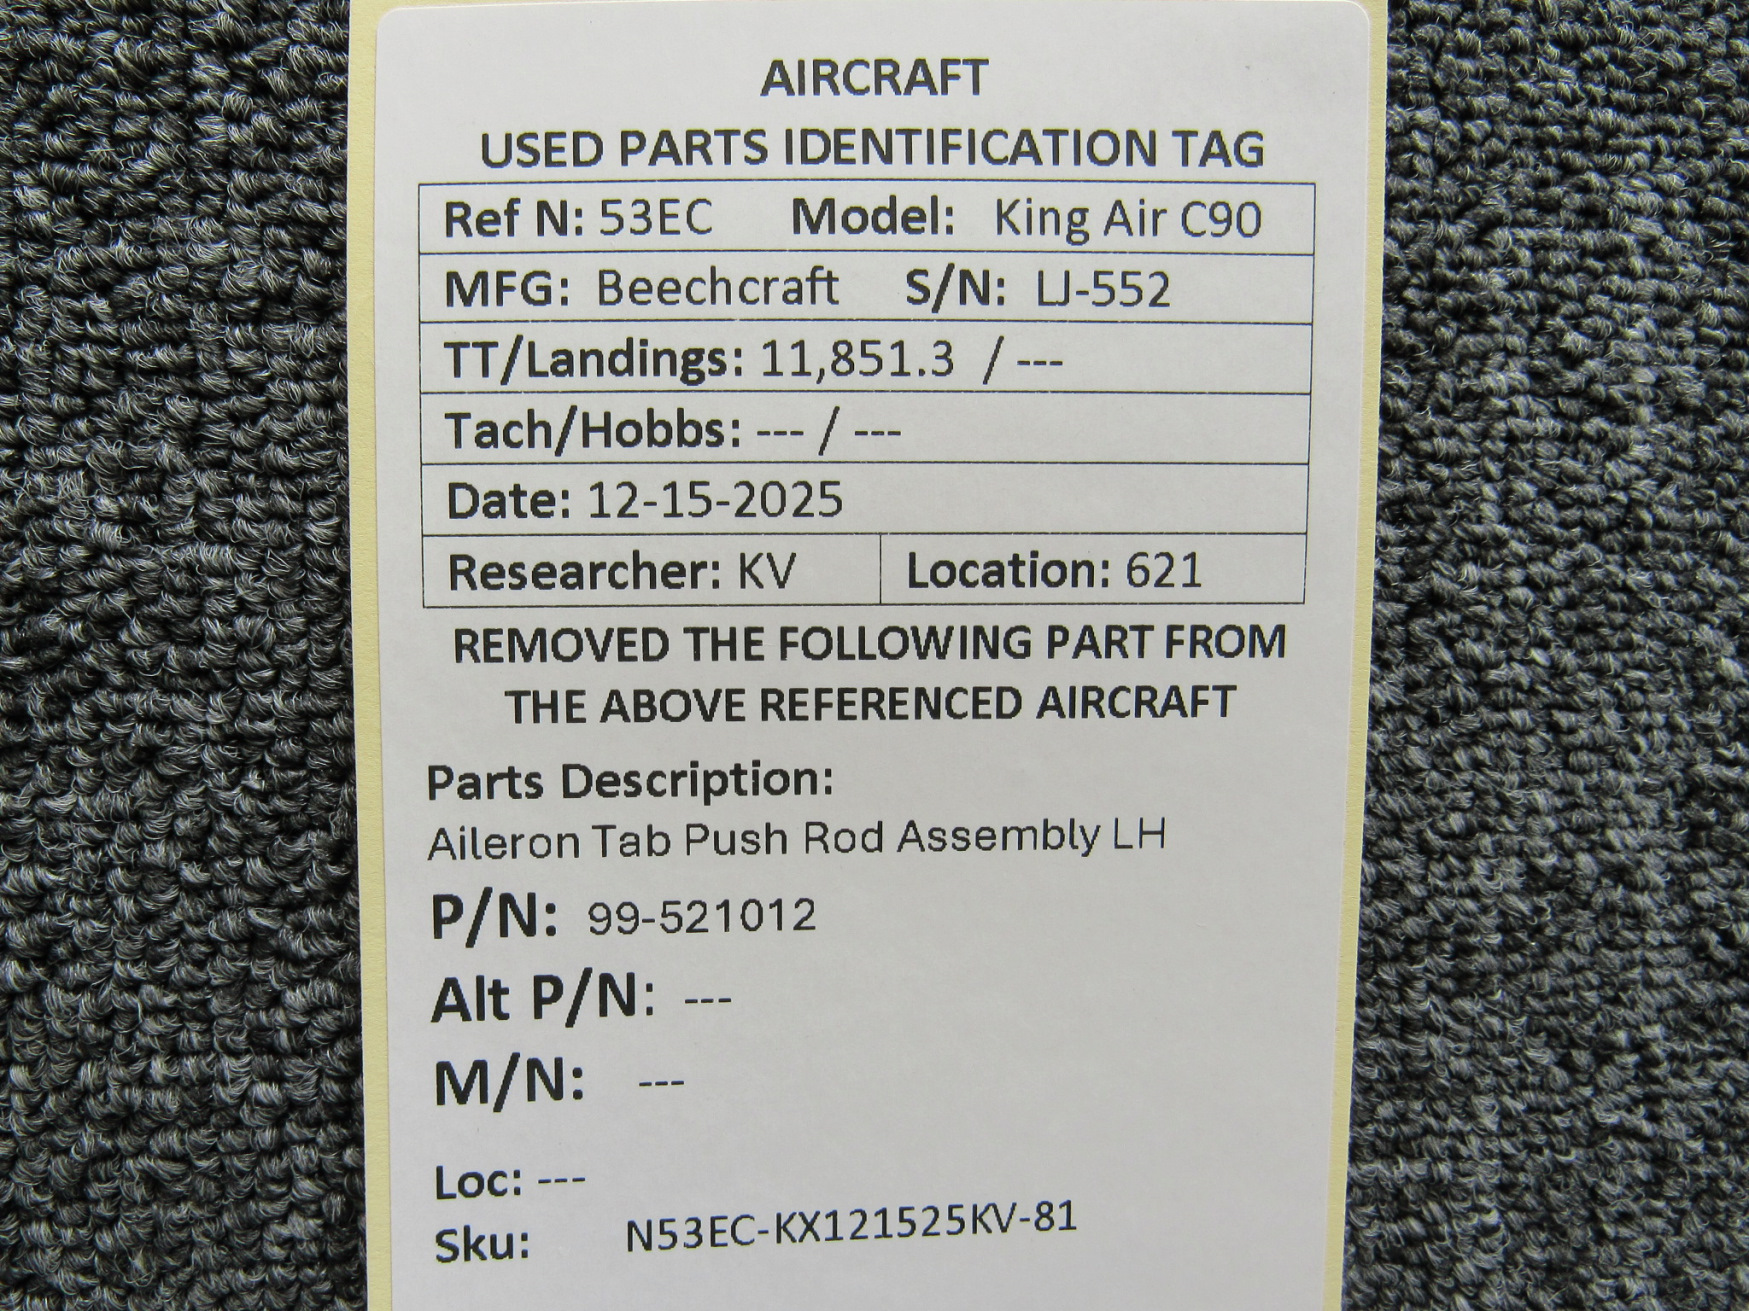 AIRCRAFT
USED PARTS IDENTIFICATION TAG
Ref N: 53EC Model: King Air C90
MFG: Beechcraft S/N: LJ-552
TT/Landings: 11,851.3 / ---
Tach/Hobbs: --- / ---
Date: 12-15-2025
Researcher: KV Location: 621
REMOVED THE FOLLOWING PART FROM
THE ABOVE REFERENCED AIRCRAFT
Parts Description:
Aileron Tab Push Rod Assembly LH
P/N: 99-521012
Alt P/N: ---
M/N: ---
Loc: ---
Sku: N53EC-KX121525KV-81